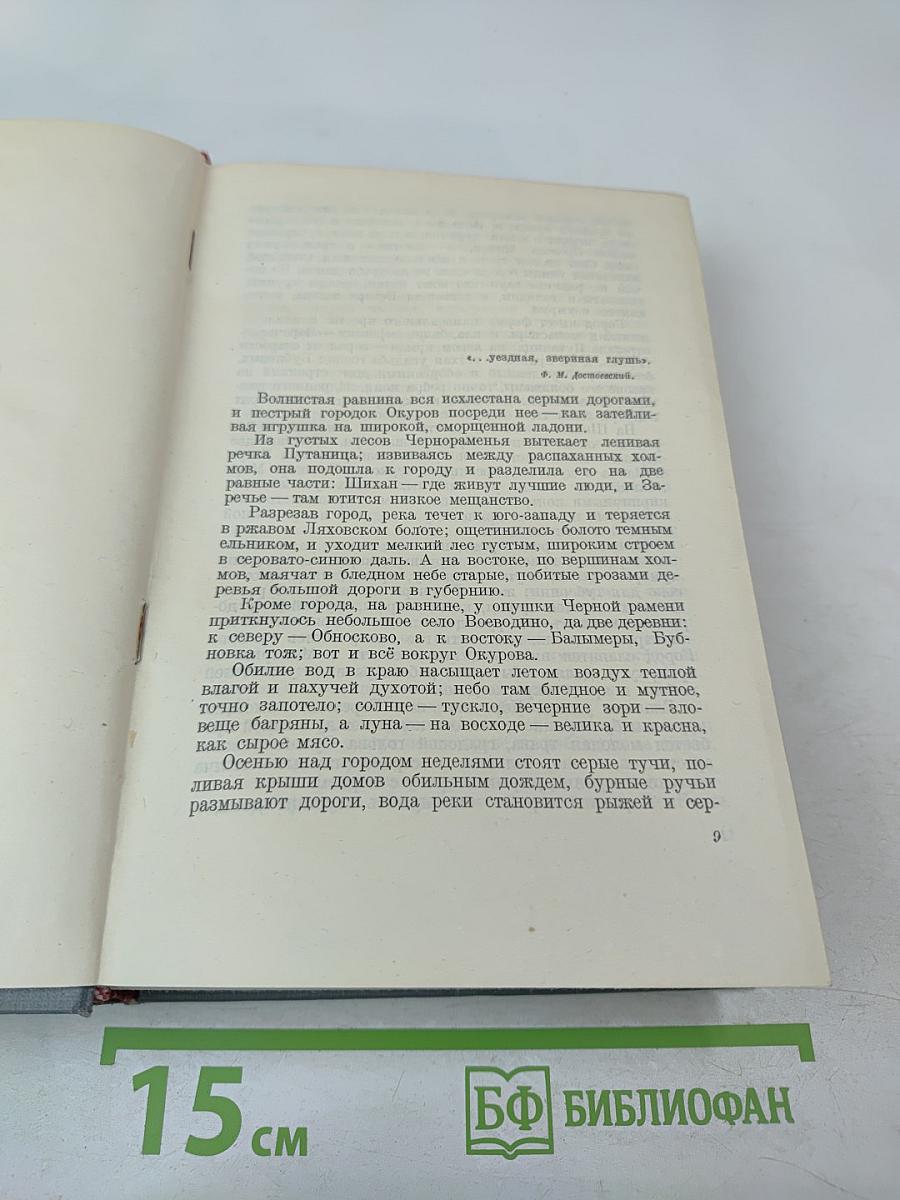 «. . .уездная, звериная глушь».
Ф. М. Достоевский.
Волнистая равнина вся исхлестана серыми дорогами,
и пестрый городок Окуров посреди нее — как затейли-
вая игрушка на широкой, сморщенной ладони.
Из густых лесов Чернораменья вытекает ленивая
речка Путаница; извиваясь между распаханных хол-
мов, она подошла к городу и разделила его на две
равные части: Шихан — где живут лучшие люди, и За-
речье — там ютится низкое мещанство.
Разрезав город, река течет к юго-западу и теряется
в ржавом Ляховском болоте; ощетинилось болото темным
ельником, и уходит мелкий лес густым, широким строем
в серовато-синюю даль. А на востоке, по вершинам хол-
мов, маячат в бледном небе старые, побитые грозами де-
ревья большой дороги в губернию.
Кроме города, на равнине, у опушки Черной рамени
приткнулось небольшое село Воеводино, да две деревни:
к северу — Обносково, а к востоку — Балымеры, Буб-
новка тож; вот и всё вокруг Окурова.
Обилие вод в краю насыщает летом воздух теплой
влагой и пахучей духотой; небо там бледное и мутное,
точно запотело; солнце — тускло, вечерние зори — зло-
веще багряны, а луна — на восходе — велика и красна,
как сырое мясо.
Осенью над городом неделями стоят серые тучи, по-
ливая крыши домов обильным дождем, бурные ручьи
размывают дороги, вода реки становится рыжей и сер-
9
15 см
БФ БИБЛИОФАН